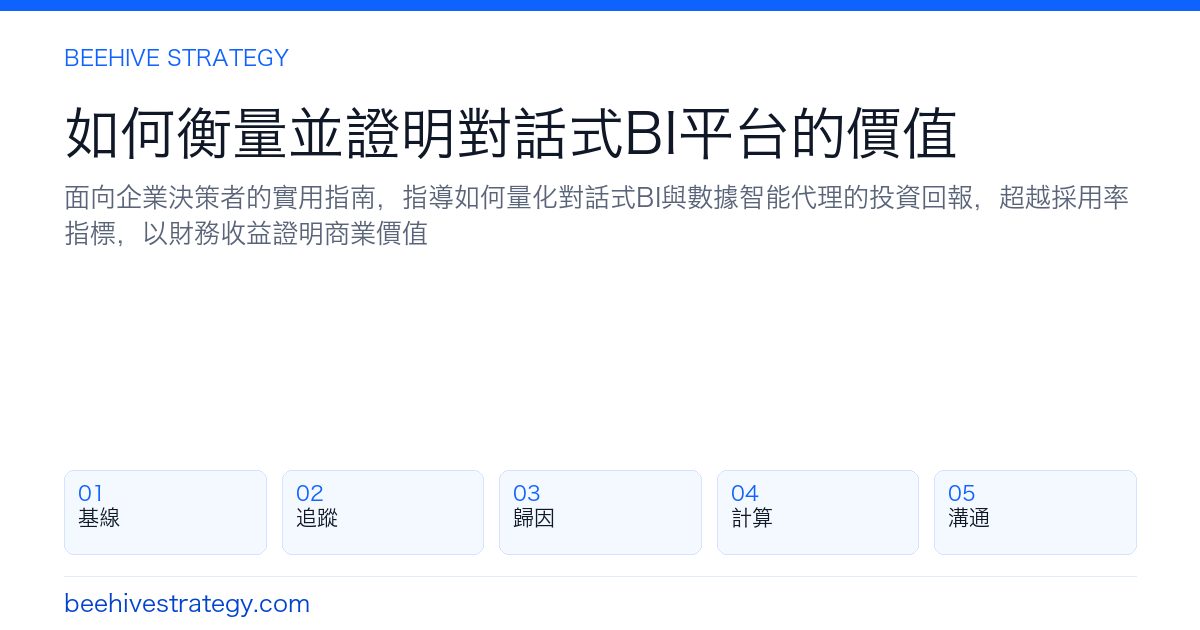 BEEHIVE STRATEGY
如何衡量並證明對話式BI平台的價值
面向企業決策者的實用指南，指導如何量化對話式BI與數據智能代理的投資回報，超越採用率
指標，以財務收益證明商業價值
01
基線
02
追蹤
03
歸因
04
計算
05
溝通
beehivestrategy.com